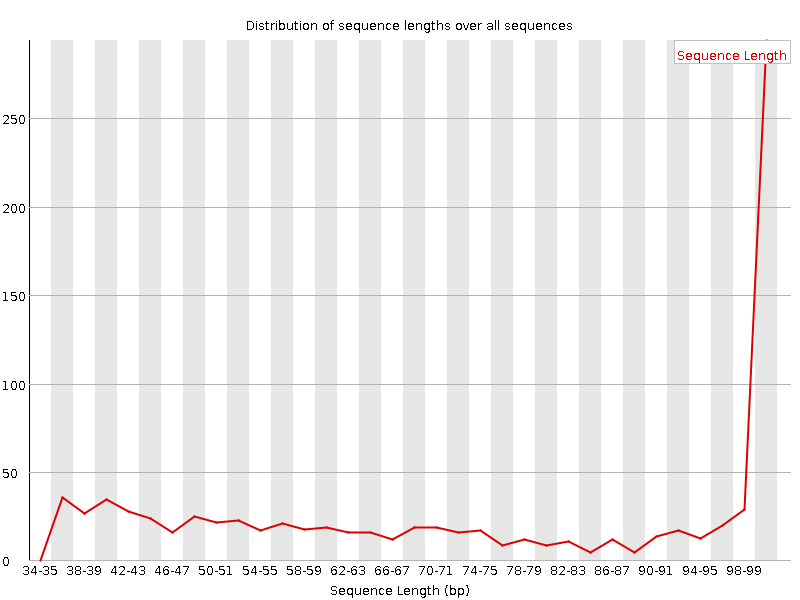 Distribution of sequence lengths over all sequences
Sequence Length
250
200
150
100
50
0
34-35 38-39 42-43 46-47 50-51 54-55 58-59 62-63 66-67 70-71 74-75 78-79 82-83 86-87 90-91 94-95 98-99
Sequence Length (bp)